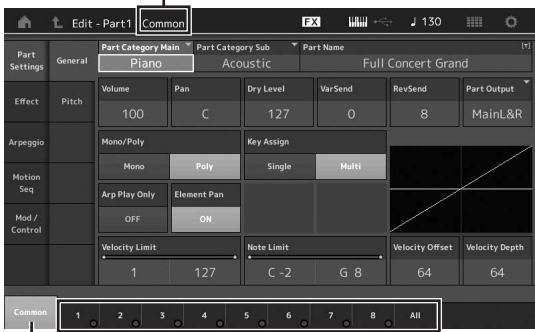 Edit - Part1 Common FX 130
Part Settings General Part Category Main Part Category Sub Part Name
Piano Acoustic Full Concert Grand
Effect Pitch Volume Pan Dry Level VarSend RevSend Part Output
100 C 127 0 8 MainL&R
Arpeggio Mono/Poly Key Assign
Mono Poly Single Multi
Motion Seq
Arp Play Only Element Pan
Mod / Control OFF ON
Velocity Limit Note Limit Velocity Offset Velocity Depth
1 127 C -2 G 8 64 64
Common 1 2 3 4 5 6 7 8 All